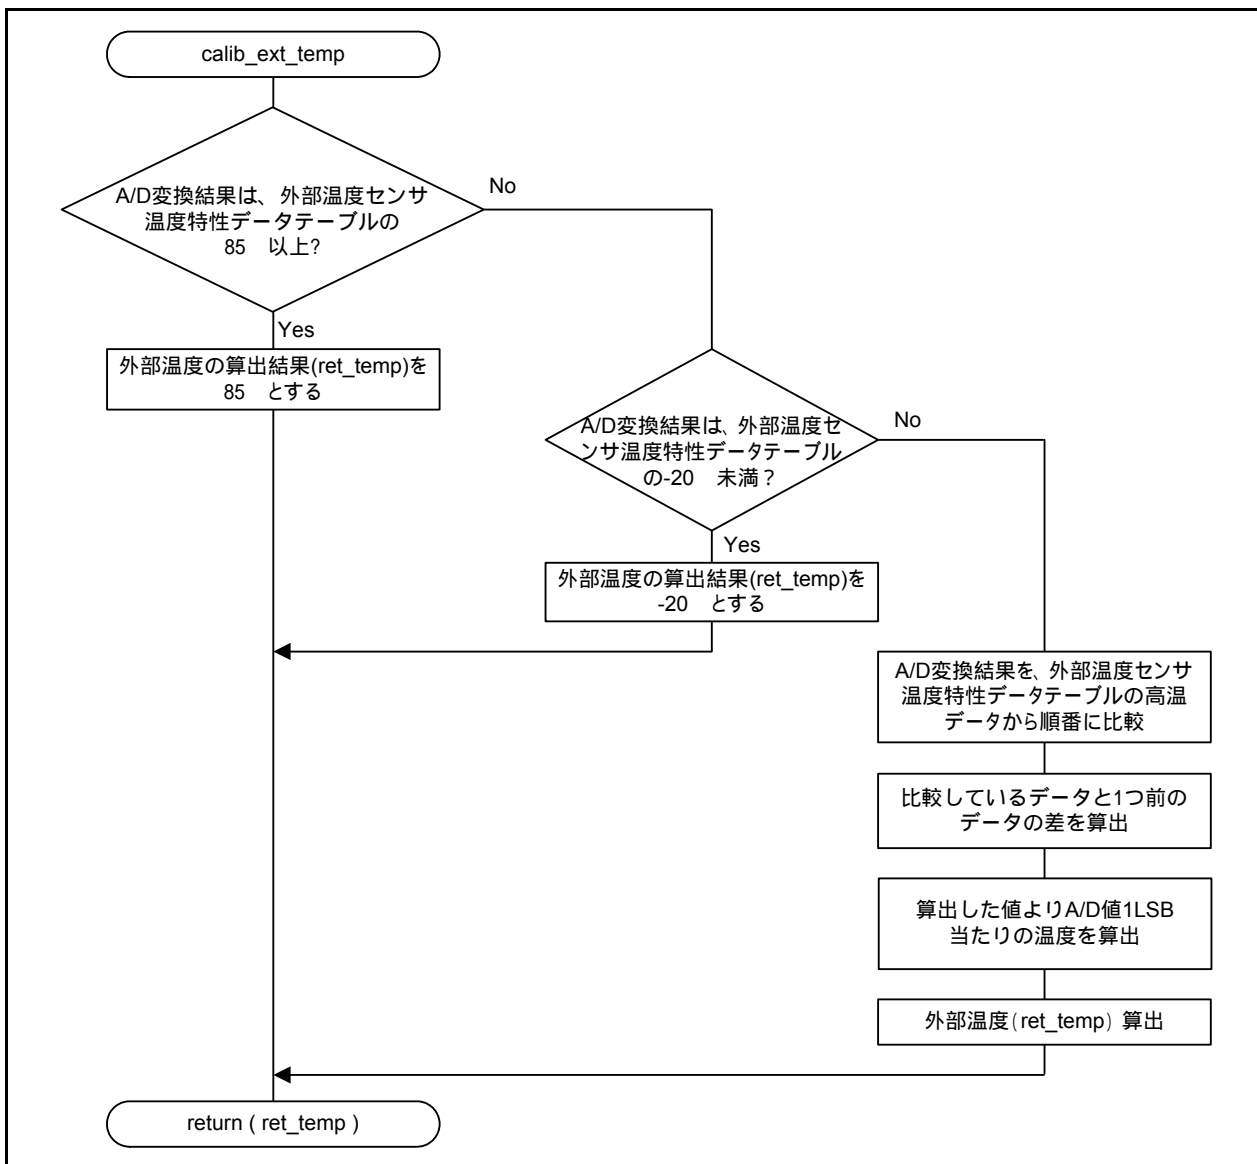 calib_ext_temp
A/D変換結果は、外部温度センサ
温度特性データテーブルの
85　以上?
No
Yes
外部温度の算出結果(ret_temp)を
85　とする
A/D変換結果は、外部温度セ
ンサ温度特性データテーブル
の-20　未満？
No
Yes
外部温度の算出結果(ret_temp)を
-20　とする
A/D変換結果を、外部温度センサ
温度特性データテーブルの高温
データから順番に比較
比較しているデータと1つ前の
データの差を算出
算出した値よりA/D値1LSB
当たりの温度を算出
外部温度(ret_temp) 算出
return ( ret_temp )